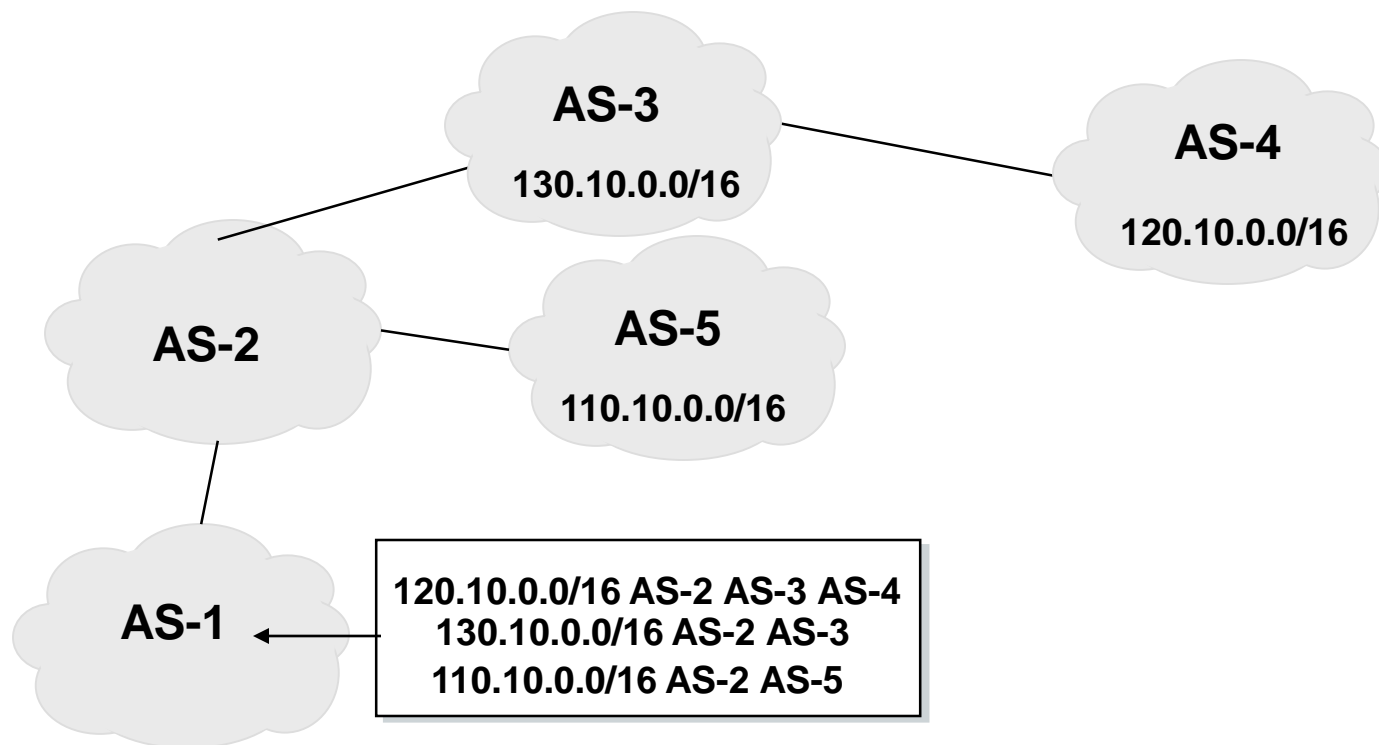 AS-3
130.10.0.0/16
AS-4
120.10.0.0/16
AS-2
AS-5
110.10.0.0/16
AS-1
120.10.0.0/16 AS-2 AS-3 AS-4
130.10.0.0/16 AS-2 AS-3
110.10.0.0/16 AS-2 AS-5